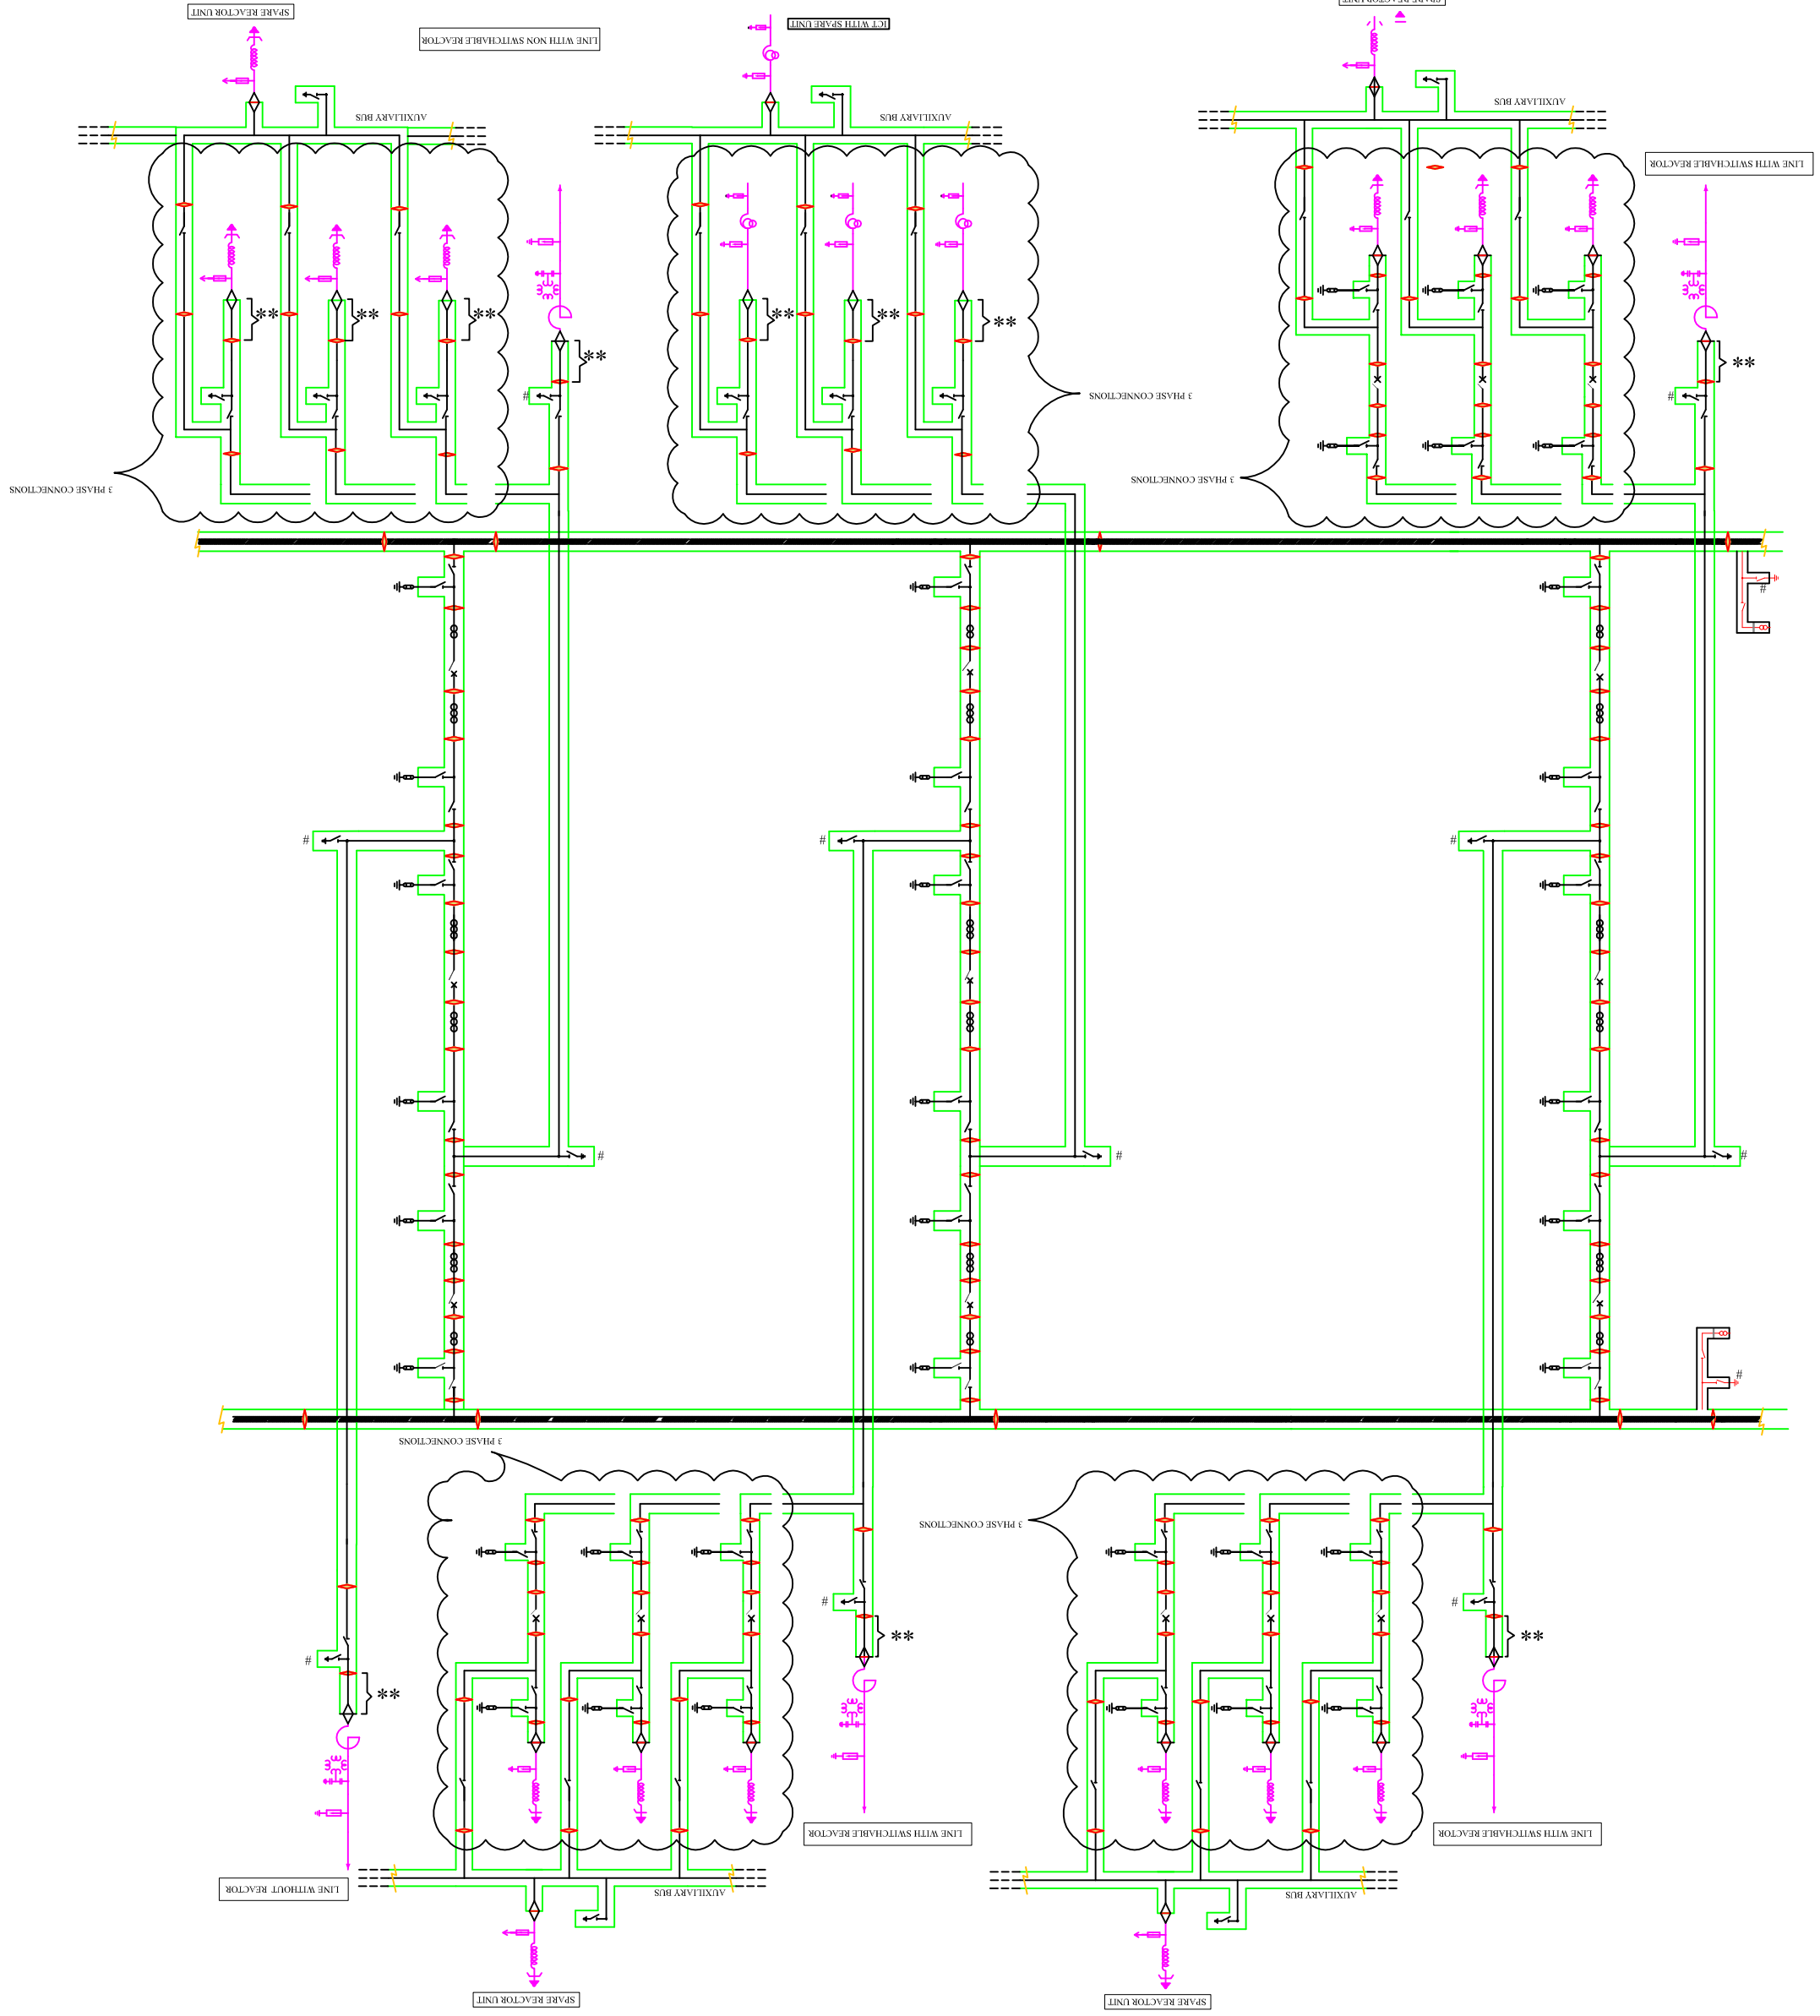 SPARE REACTOR UNIT
SPARE REACTOR UNIT
ICT WITH SPARE UNIT
LINE WITH NON SWITCHABLE REACTOR
AUXILIARY BUS
AUXILIARY BUS
AUXILIARY BUS
LINE WITH SWITCHABLE REACTOR
**
**
**
**
**
**
**
**
#
#
3 PHASE CONNECTIONS
3 PHASE CONNECTIONS
3 PHASE CONNECTIONS
#
#
#
#
#
#
#
#
3 PHASE CONNECTIONS
3 PHASE CONNECTIONS
#
#
**
**
#
**
LINE WITH SWITCHABLE REACTOR
LINE WITH SWITCHABLE REACTOR
LINE WITHOUT REACTOR
AUXILIARY BUS
AUXILIARY BUS
SPARE REACTOR UNIT
SPARE REACTOR UNIT